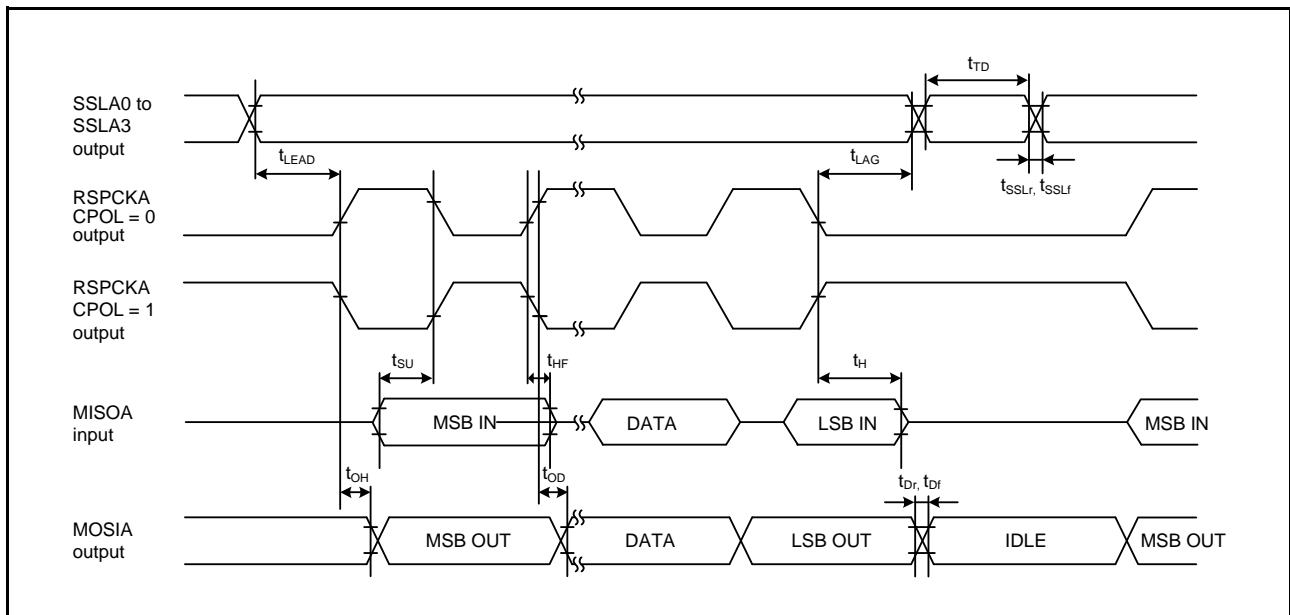 tTD
SSLA0 to
SSLA3
output
tLEAD
tLAG
tSSLr, tSSLf
RSPCKA
CPOL = 0
output
RSPCKA
CPOL = 1
output
tSU
tHF
tH
MISOA
input
MSB IN
DATA
LSB IN
MSB IN
tOH
tOD
tDr, tDf
MOSIA
output
MSB OUT
DATA
LSB OUT
IDLE
MSB OUT